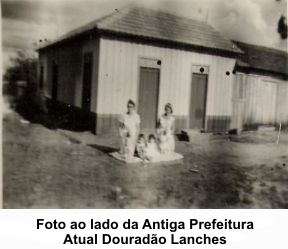 Foto ao lado da Antiga Prefeitura
Atual Douradão Lanches